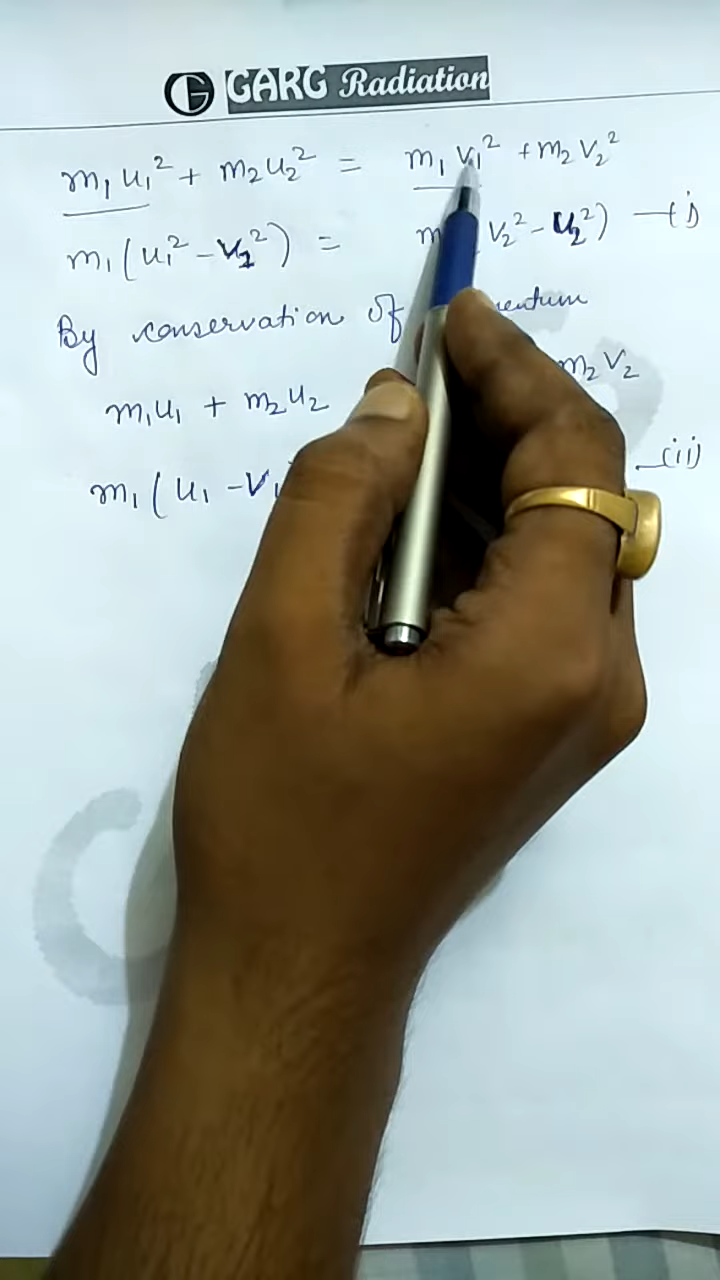 GARG Radiation
m₁u₁² + m₂u₂² = m₁v₁² + m₂v₂²
m₁(u₁² - v₁²) = m v₂² - u₂²) —(i)
By conservation of entum
m₁u₁ + m₂u₂ m₂v₂
m₁(u₁ - v₁ —(ii)